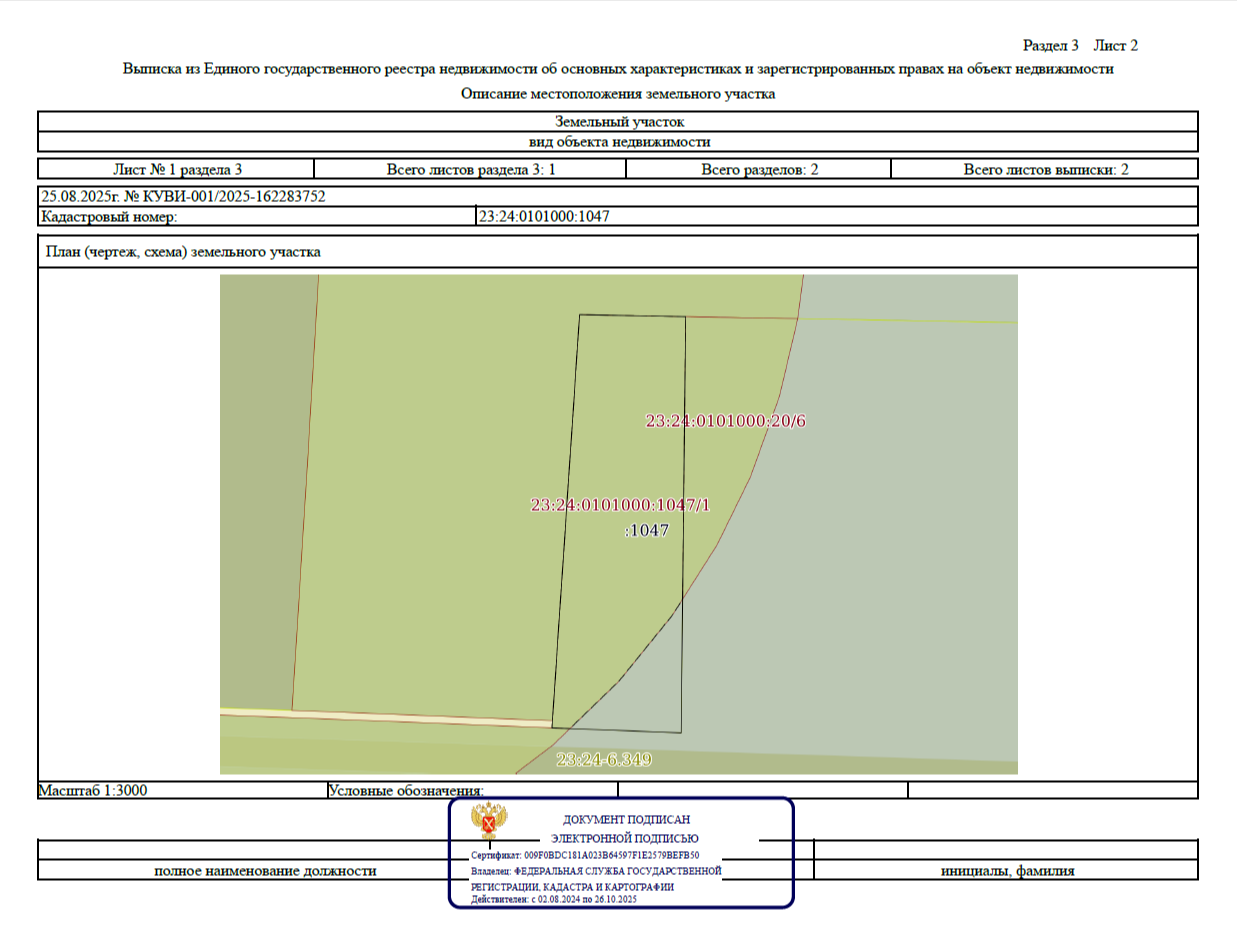 Раздел 3 Лист 2
Выписка из Единого государственного реестра недвижимости об основных характеристиках и зарегистрированных правах на объект недвижимости
Описание местоположения земельного участка
Земельный участок
вид объекта недвижимости
Лист № 1 раздела 3 Всего листов раздела 3: 1 Всего разделов: 2 Всего листов выписки: 2
25.08.2025г. № КУВИ-001/2025-162283752
Кадастровый номер: 23:24:0101000:1047
План (чертеж, схема) земельного участка
23:24:0101000:20/6
23:24:0101000:1047/1
:1047
23:24-6.349
Масштаб 1:3000 Условные обозначения:
ДОКУМЕНТ ПОДПИСАН
ЭЛЕКТРОННОЙ ПОДПИСЬЮ
Сертификат: 009F0BDC181A023B64597F1E2579BEFB50
Владелец: ФЕДЕРАЛЬНАЯ СЛУЖБА ГОСУДАРСТВЕННОЙ
РЕГИСТРАЦИИ, КАДАСТРА И КАРТОГРАФИИ
Действителен: с 02.08.2024 по 26.10.2025
полное наименование должности инициалы, фамилия